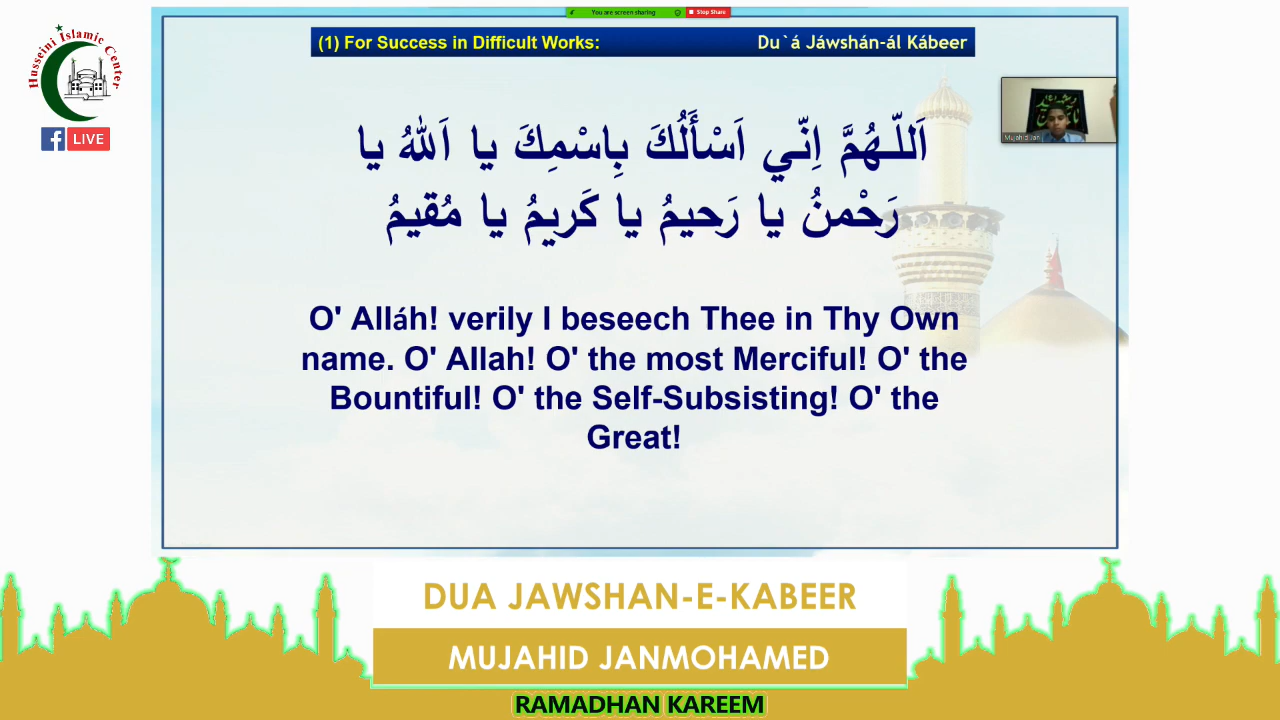 You are screen sharing
Stop Share
Husseini Islamic Center
LIVE
(1) For Success in Difficult Works:
Du`á Jáwshán-ál Kábeer
Mujahid Jan
اَللّـهُمَّ اِنّـي اَسْأَلُكَ بِاسْمِكَ يا اَللهُ يا
رَحْمنُ يا رَحيمُ يا كَريمُ يا مُقيمُ
O' Alláh! verily I beseech Thee in Thy Own
name. O' Allah! O' the most Merciful! O' the
Bountiful! O' the Self-Subsisting! O' the
Great!
DUA JAWSHAN-E-KABEER
MUJAHID JANMOHAMED
RAMADHAN KAREEM